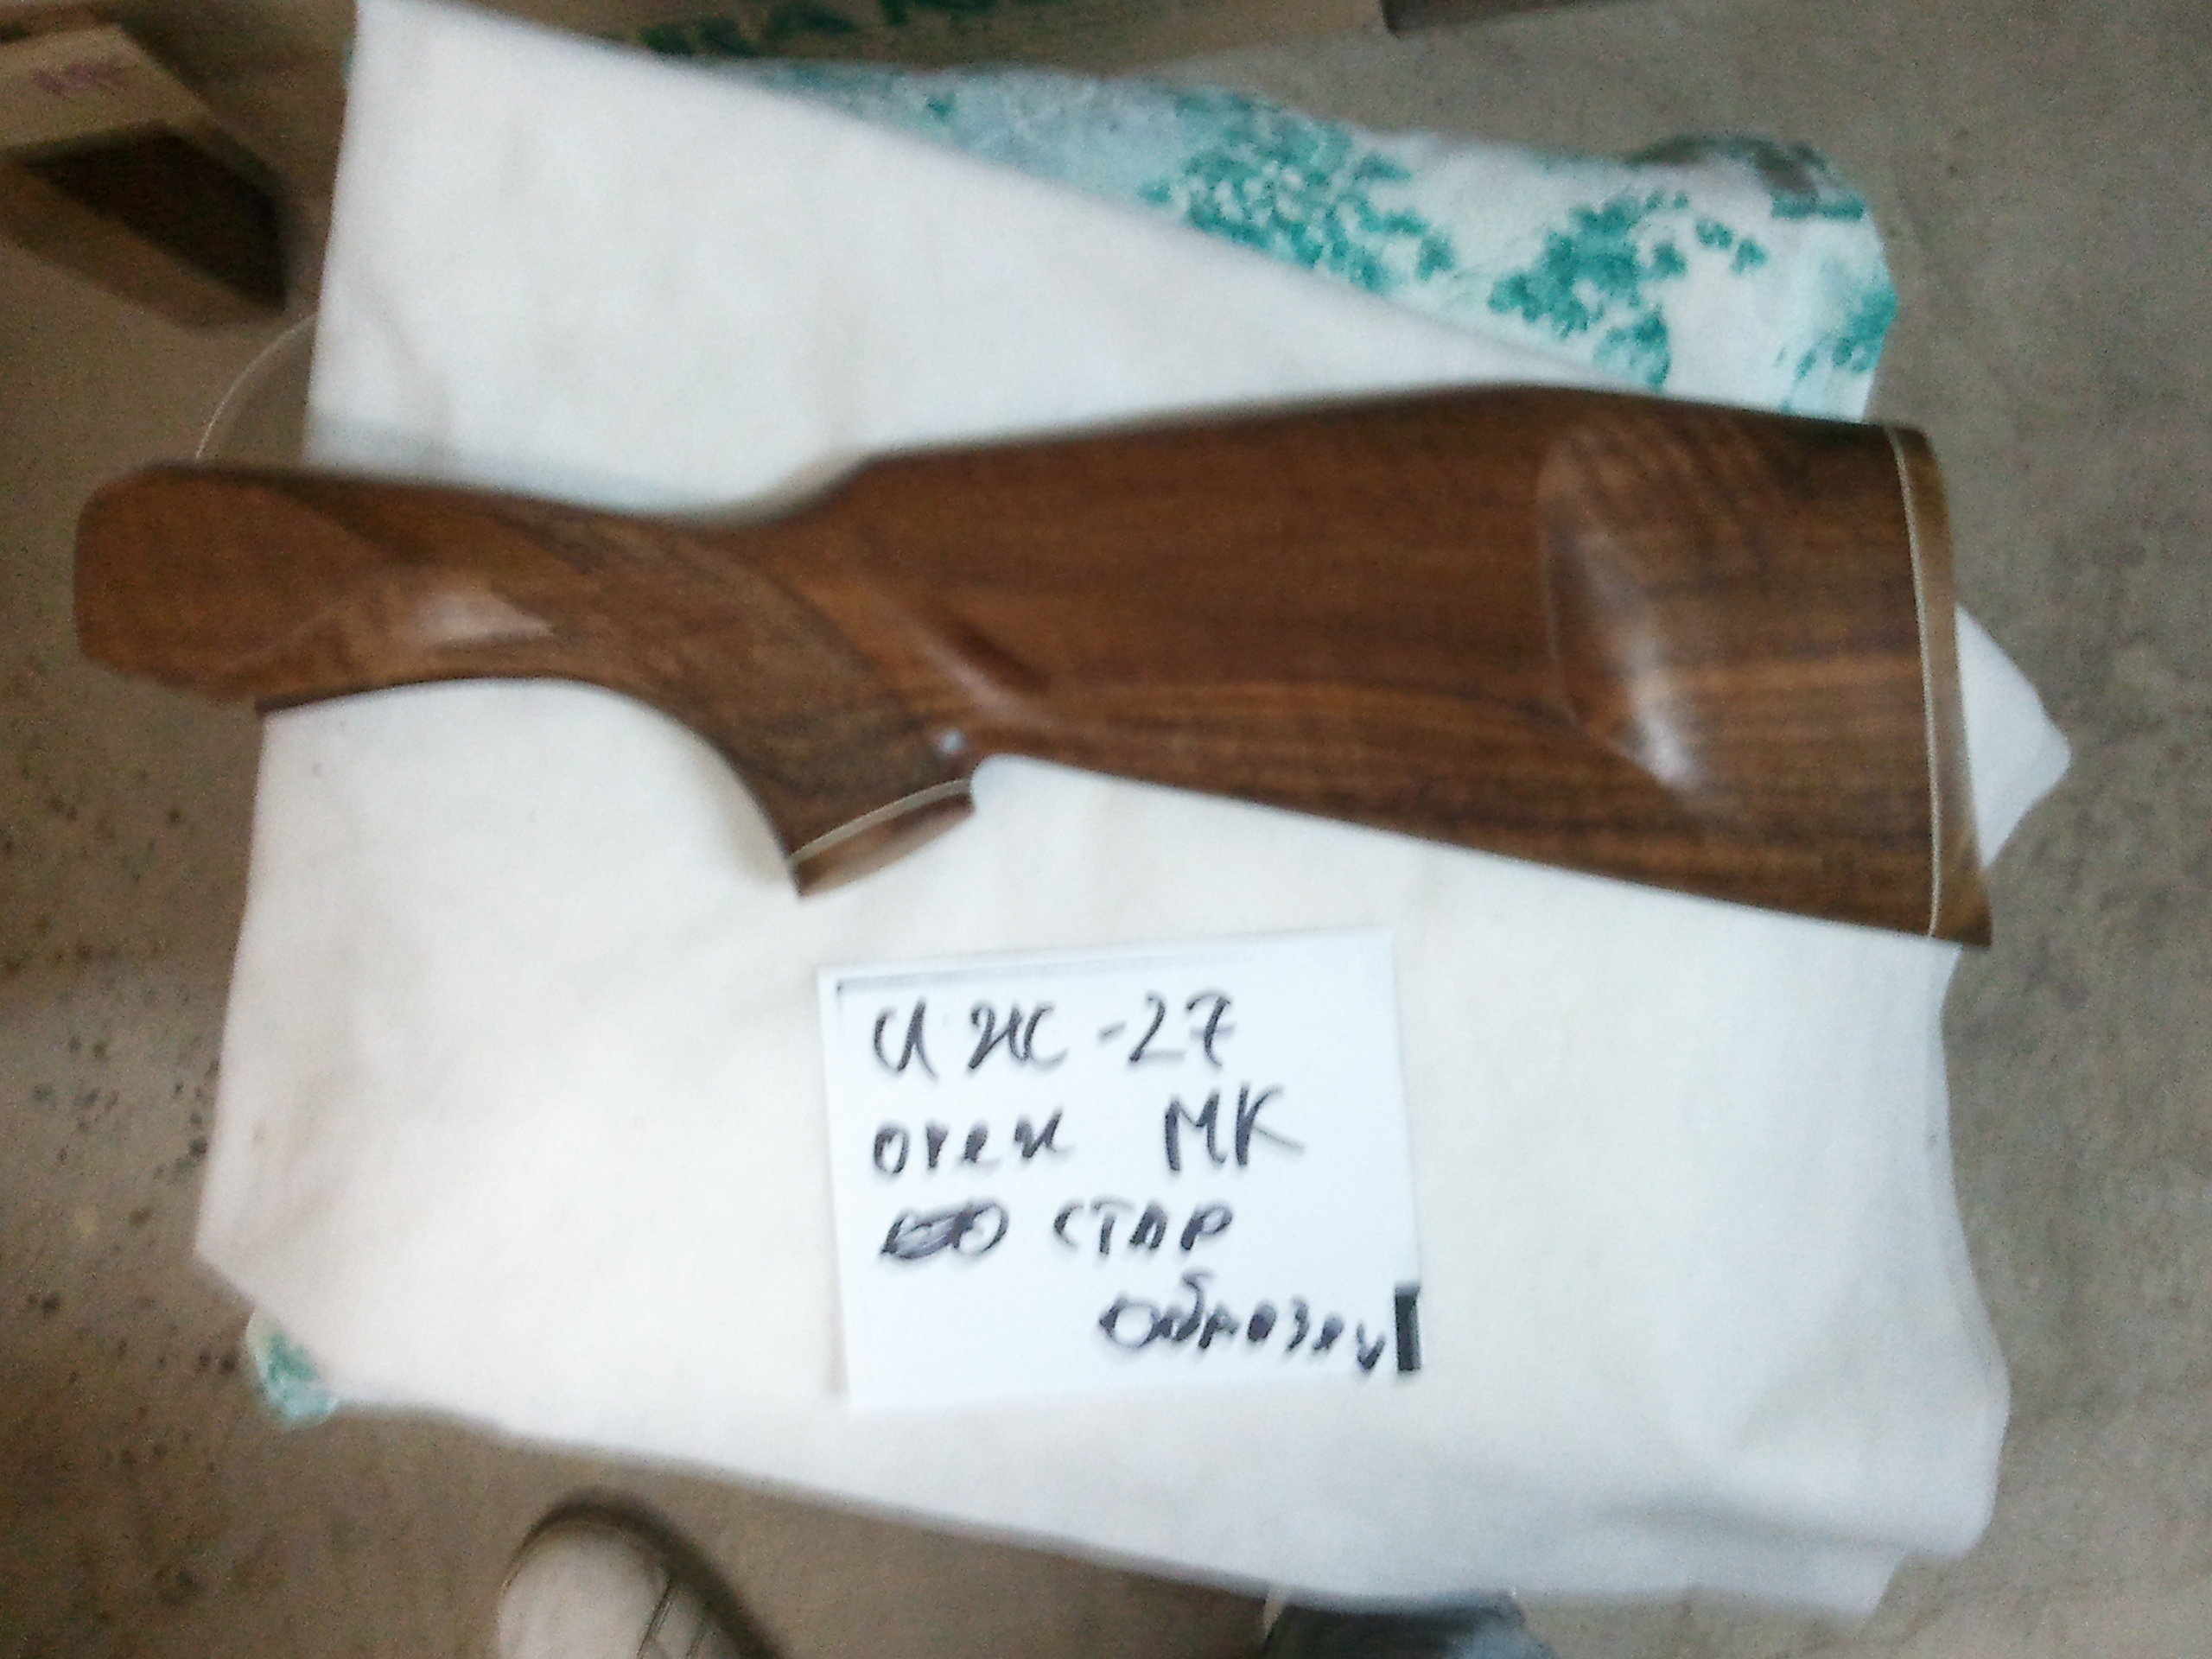 ИЖ-27
орех МК
стар
образец